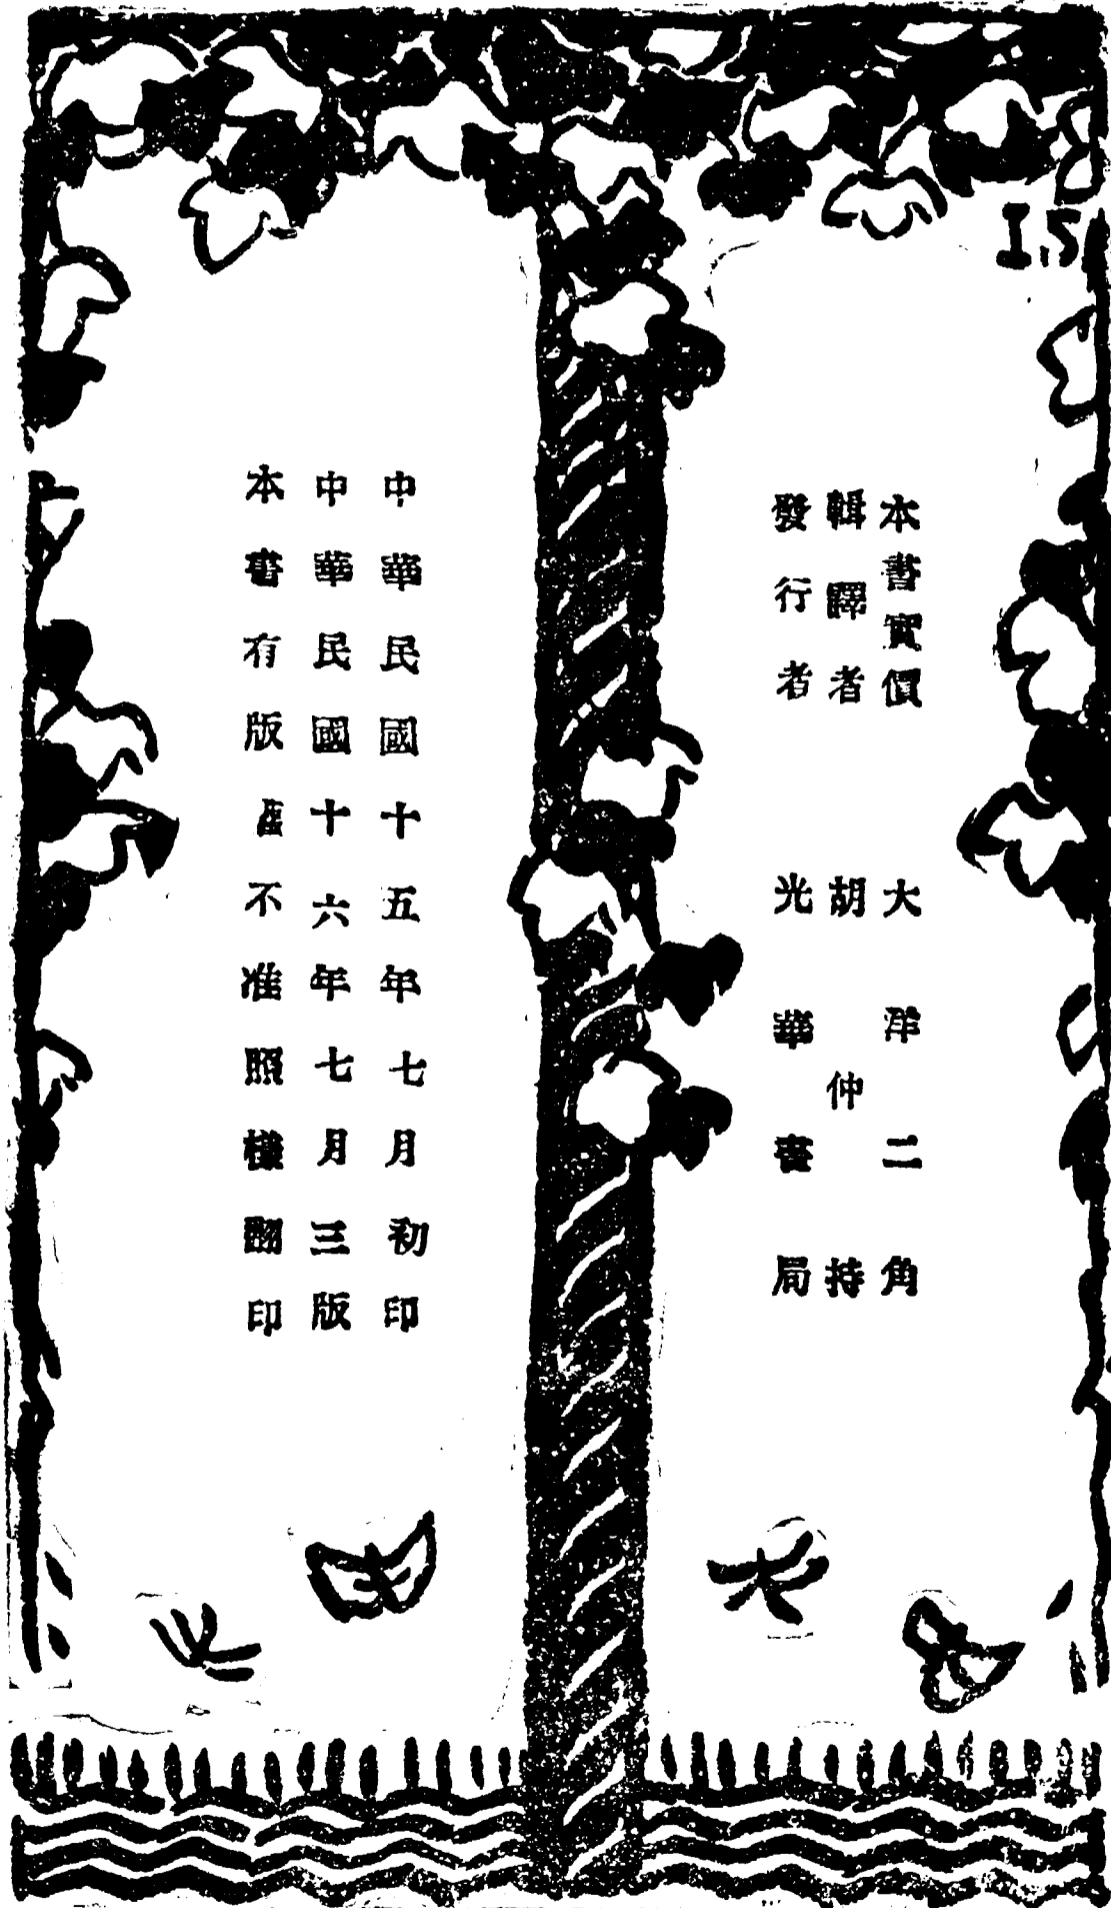 本書實價 大洋二角
輯譯者 胡仲持
發行者 光華書局
中華民國十五年七月初印
中華民國十六年七月三版
本書有版產不准照樣翻印
I.5